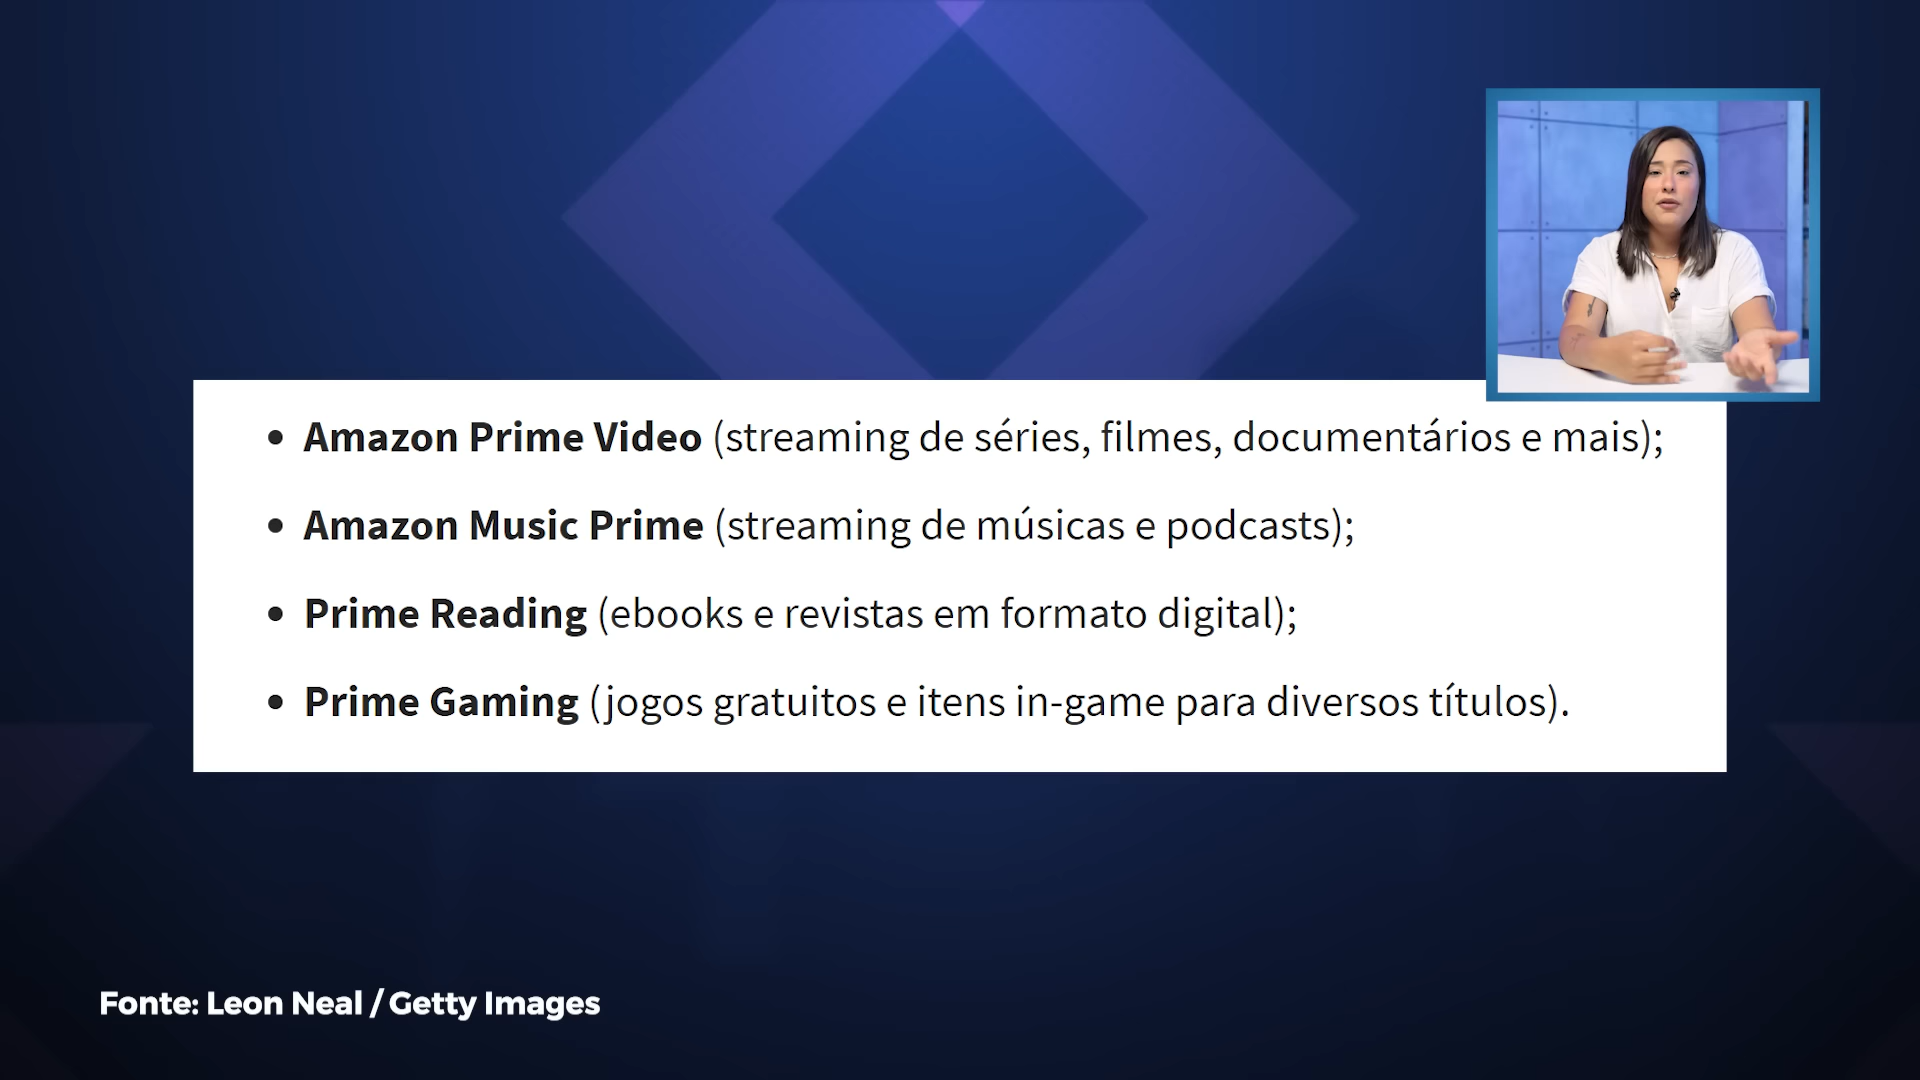 • Amazon Prime Video (streaming de séries, filmes, documentários e mais);
• Amazon Music Prime (streaming de músicas e podcasts);
• Prime Reading (ebooks e revistas em formato digital);
• Prime Gaming (jogos gratuitos e itens in-game para diversos títulos).
Fonte: Leon Neal / Getty Images